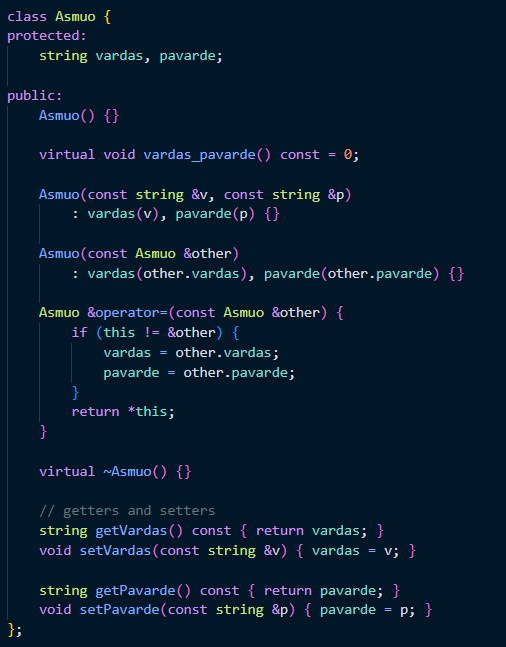 class Asmuo {
protected:
    string vardas, pavarde;

public:
    Asmuo() {}

    virtual void vardas_pavarde() const = 0;

    Asmuo(const string &v, const string &p)
        : vardas(v), pavarde(p) {}

    Asmuo(const Asmuo &other)
        : vardas(other.vardas), pavarde(other.pavarde) {}

    Asmuo &operator=(const Asmuo &other) {
        if (this != &other) {
            vardas = other.vardas;
            pavarde = other.pavarde;
        }
        return *this;
    }

    virtual ~Asmuo() {}

    // getters and setters
    string getVardas() const { return vardas; }
    void setVardas(const string &v) { vardas = v; }

    string getPavarde() const { return pavarde; }
    void setPavarde(const string &p) { pavarde = p; }
};